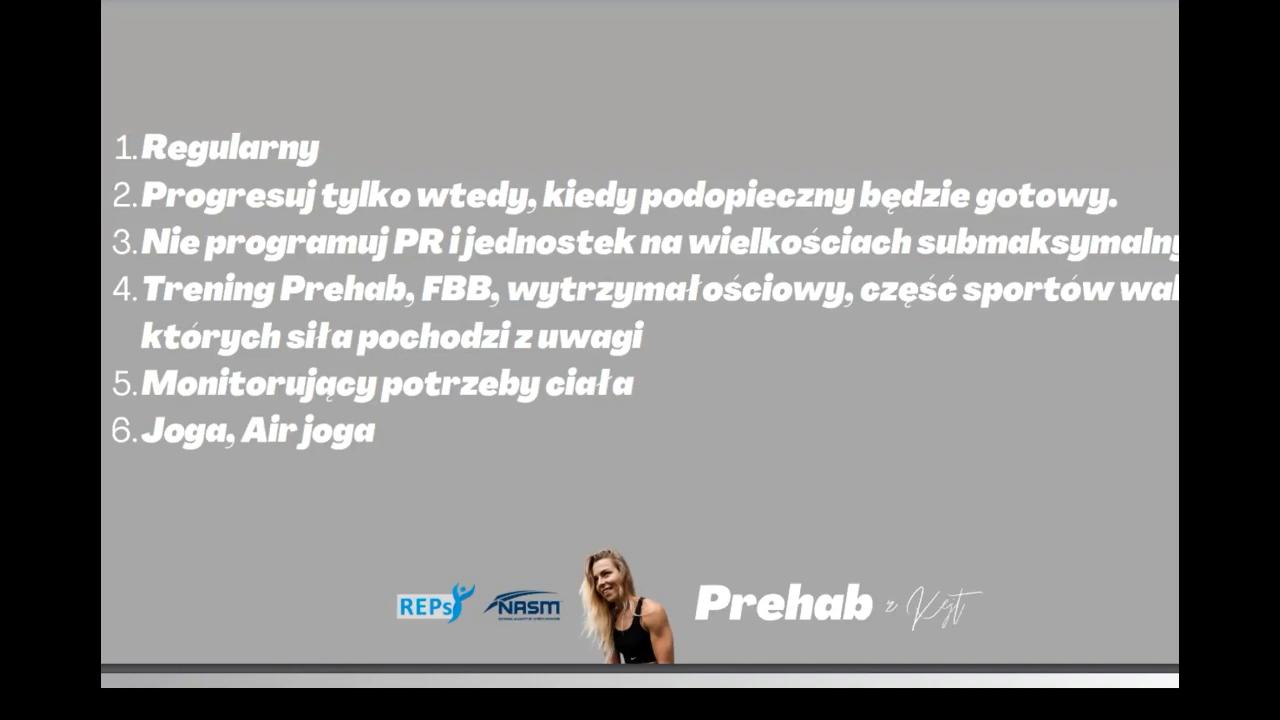 1. Regularny
2. Progresuj tylko wtedy, kiedy podopieczny będzie gotowy.
3. Nie programuj PR i jednostek na wielkościach
4. Trening Prehab, FBB, wytrzymałościowy, część sportów
których siła pochodzi z uwagi
5. Monitorujący potrzeby ciała
6. Joga, Air joga
REPs NASM Prehab z